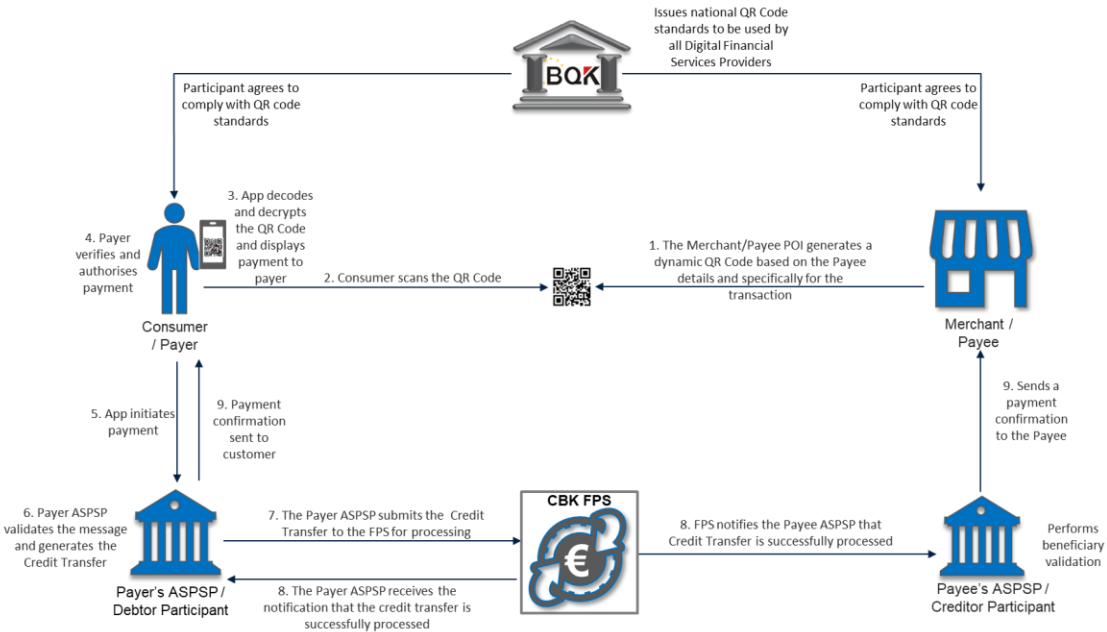 Issues national QR Code
standards to be used by
all Digital Financial
Services Providers
BQK
Participant agrees to
comply with QR code
standards
Participant agrees to
comply with QR code
standards
3. App decodes
and decrypts
the QR Code
and displays
payment to
payer
4. Payer
verifies and
authorises
payment
2. Consumer scans the QR Code
1. The Merchant/Payee POI generates a
dynamic QR Code based on the Payee
details and specifically for the
transaction
Consumer
/ Payer
Merchant /
Payee
5. App initiates
payment
9. Payment
confirmation
sent to
customer
9. Sends a
payment
confirmation
to the Payee
6. Payer ASPSP
validates the message
and generates the
Credit Transfer
7. The Payer ASPSP submits the Credit
Transfer to the FPS for processing
CBK FPS
€
8. FPS notifies the Payee ASPSP that
Credit Transfer is successfully processed
Performs
beneficiary
validation
Payer's ASPSP /
Debtor Participant
8. The Payer ASPSP receives the
notification that the credit transfer is
successfully processed
Payee's ASPSP /
Creditor Participant